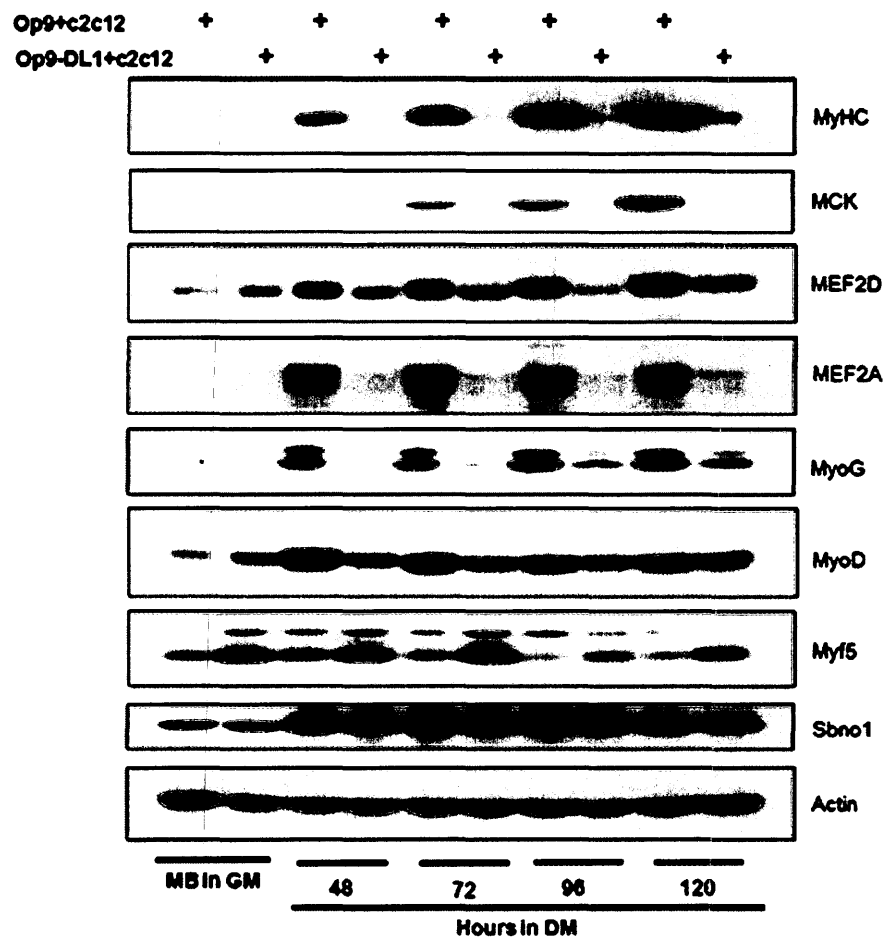 Op9+c2c12 + + + + +
Op9-DL1+c2c12 + + + + +
MyHC
MCK
MEF2D
MEF2A
MyoG
MyoD
Myf5
Sbno1
Actin
MB in GM 48 72 96 120
Hours in DM